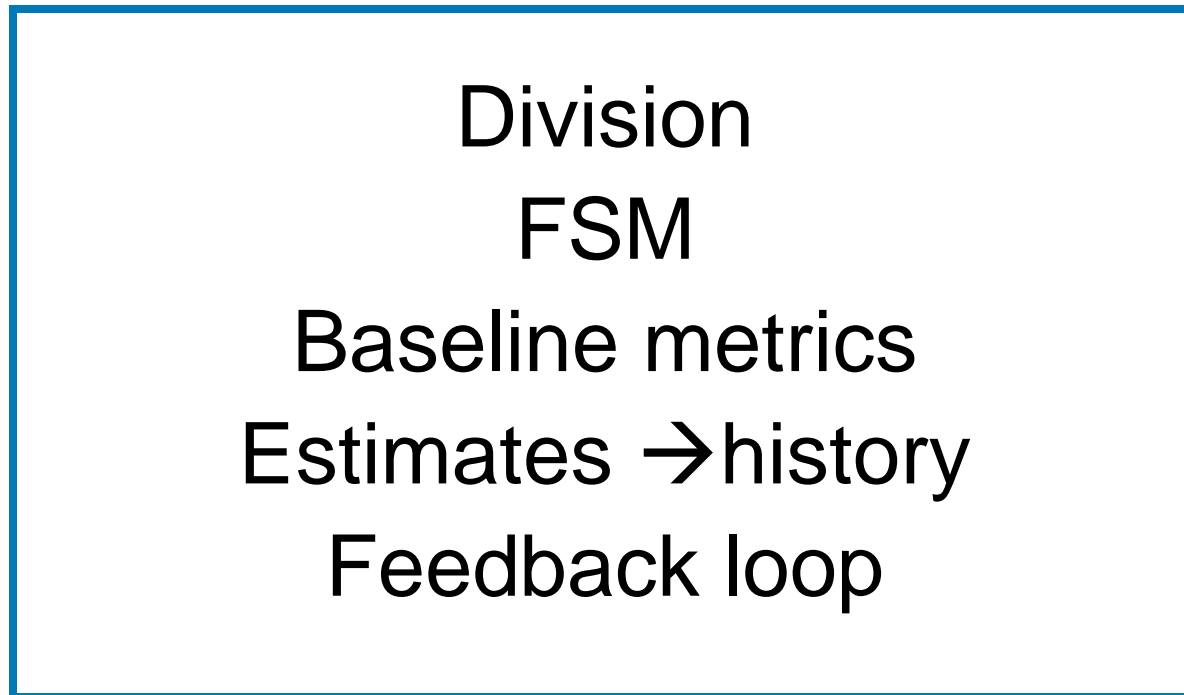 Division
FSM
Baseline metrics
Estimates →history
Feedback loop